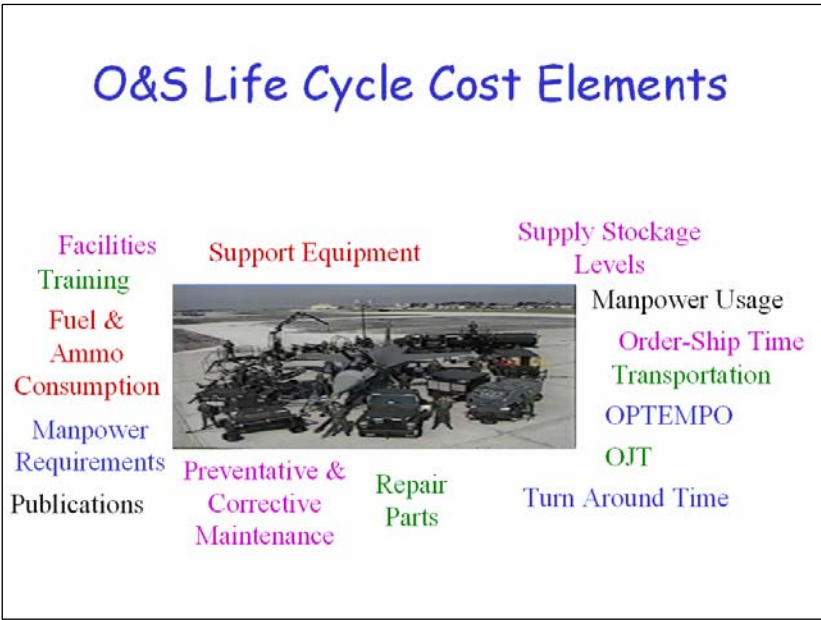 O&S Life Cycle Cost Elements
Facilities
Training
Fuel &
Ammo
Consumption
Manpower
Requirements
Publications
Support Equipment
Preventative &
Corrective
Maintenance
Repair
Parts
Supply Stockage
Levels
Manpower Usage
Order-Ship Time
Transportation
OPTEMPO
OJT
Turn Around Time